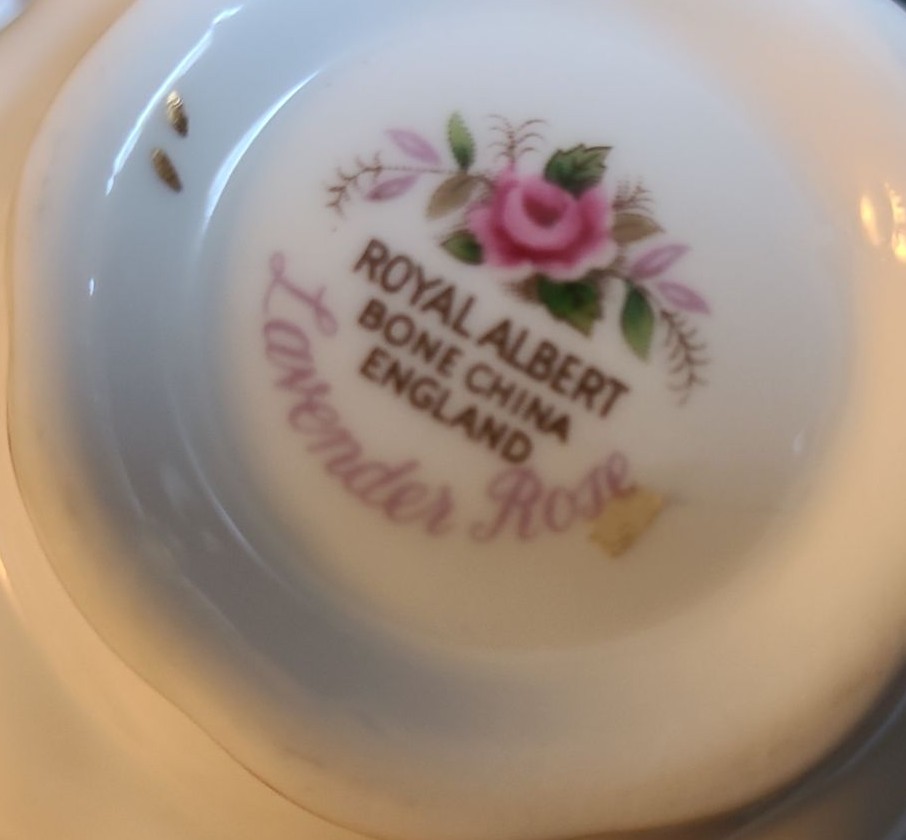 ROYAL ALBERT
BONE CHINA
ENGLAND
Lavender Rose